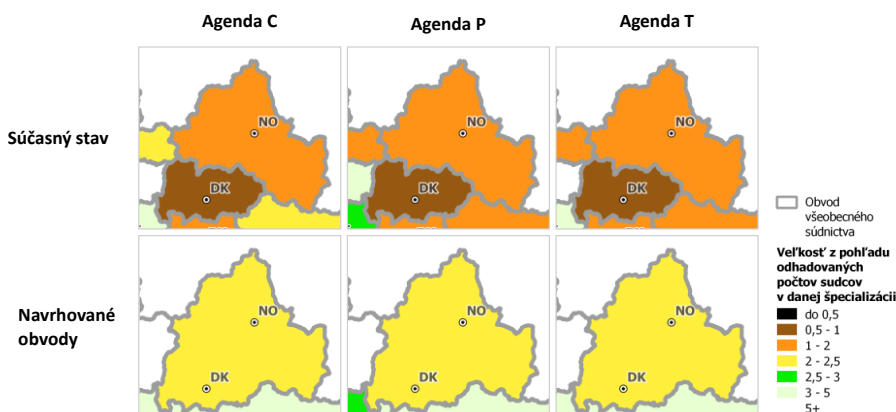 Agenda C
Agenda P
Agenda T
Súčasný stav
NO
DK
NO
DK
NO
DK
Navrhované
obvody
NO
DK
NO
DK
NO
DK
Obvod
všeobecného
súdnictva
Veľkosť z pohľadu
odhadovaných
počtov sudcov
v danej špecializácii
do 0,5
0,5 - 1
1 - 2
2 - 2,5
2,5 - 3
3 - 5
5+